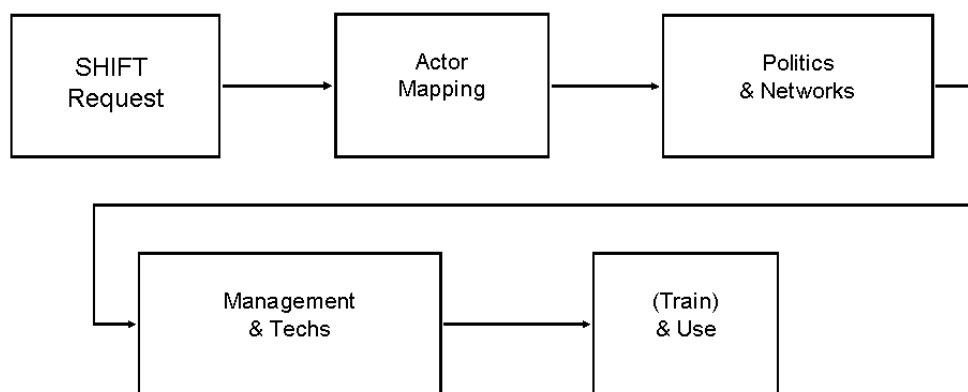 SHIFT
Request
Actor
Mapping
Politics
& Networks
Management
& Techs
(Train)
& Use